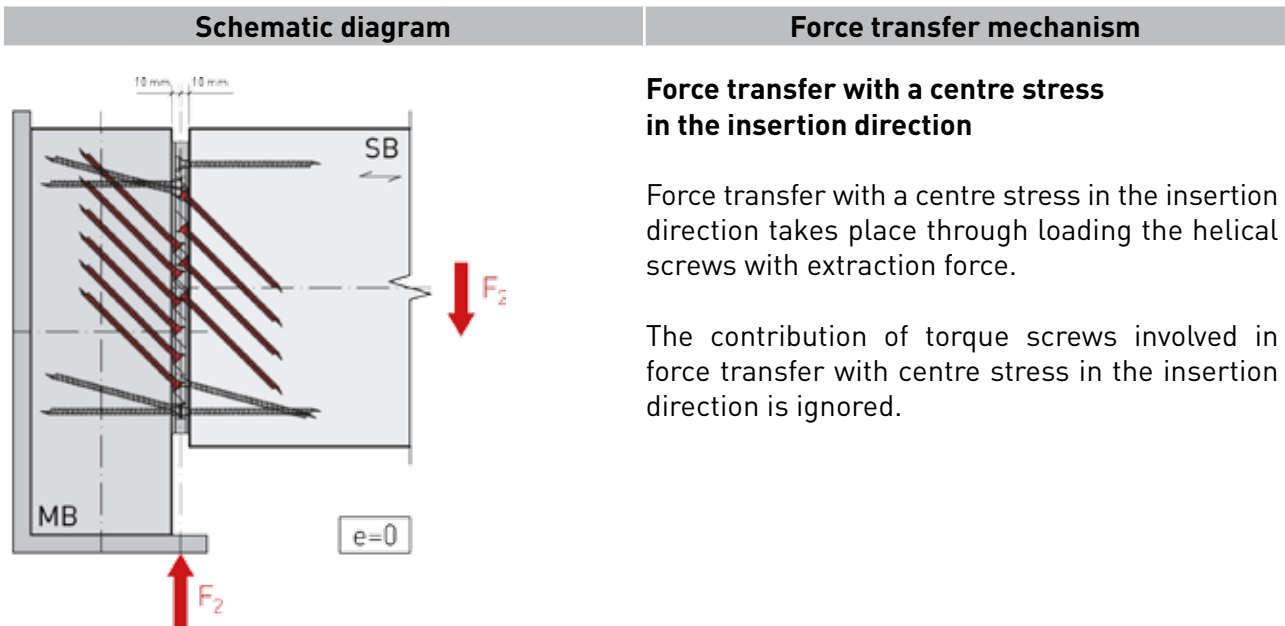 Schematic diagram
Force transfer mechanism
10 mm 10 mm
SB
F₂
MB
e=0
F₂
Force transfer with a centre stress
in the insertion direction
Force transfer with a centre stress in the insertion
direction takes place through loading the helical
screws with extraction force.
The contribution of torque screws involved in
force transfer with centre stress in the insertion
direction is ignored.